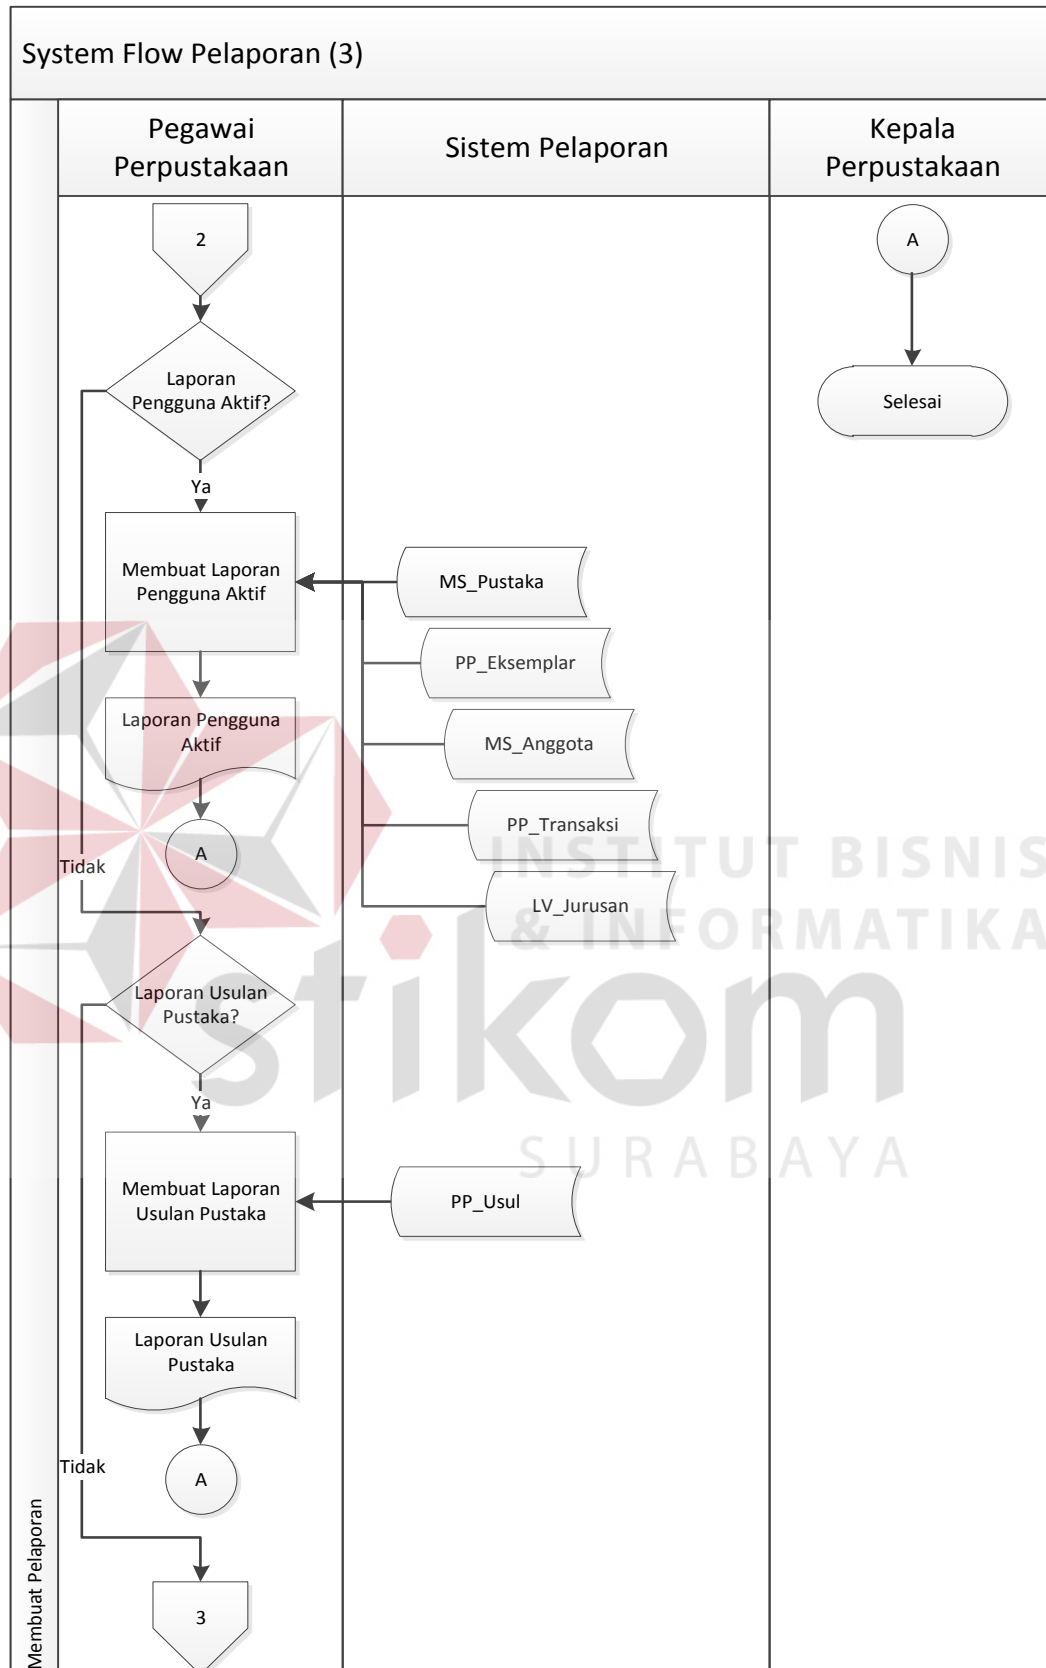 System Flow Pelaporan (3)
Pegawai
Perpustakaan
Sistem Pelaporan
Kepala
Perpustakaan
2
A
Laporan
Pengguna Aktif?
Selesai
Ya
Membuat Laporan
Pengguna Aktif
MS_Pustaka
PP_Eksemplar
Laporan Pengguna
Aktif
MS_Anggota
PP_Transaksi
A
Tidak
LV_Jurusan
INSTITUT BISNIS
& INFORMATIKA
stikom
SURABAYA
Laporan Usulan
Pustaka?
Ya
Membuat Laporan
Usulan Pustaka
PP_Usul
Laporan Usulan
Pustaka
A
Tidak
3
Membuat Pelaporan